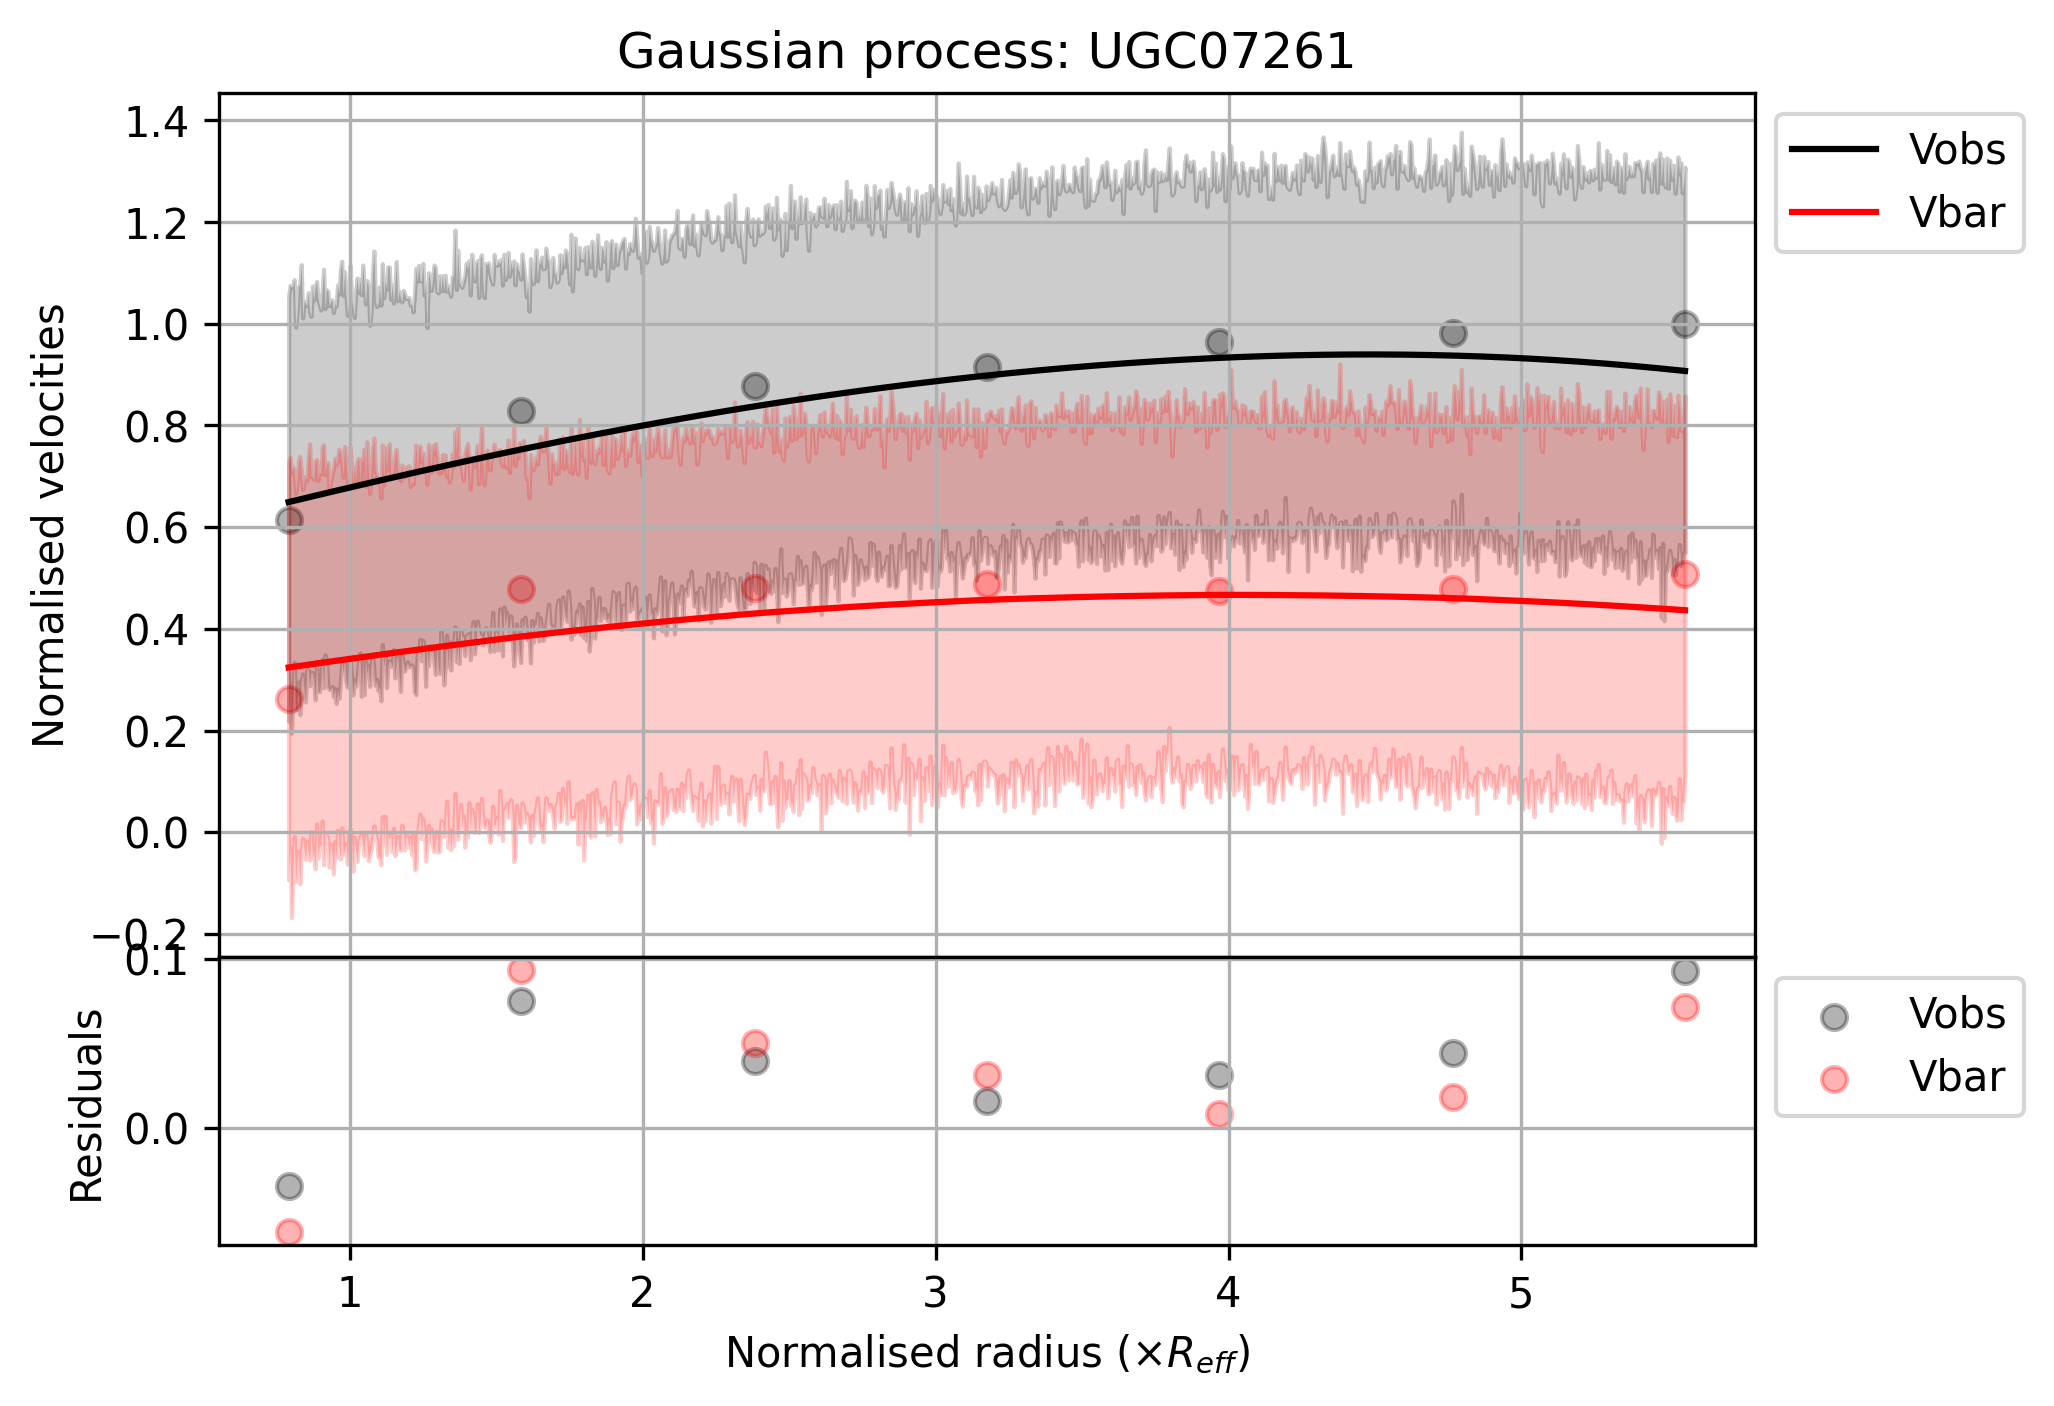 Gaussian process: UGC07261
1.4
1.2
1.0
0.8
0.6
0.4
0.2
0.0
−0.2
Normalised velocities
Vobs
Vbar
0.1
0.0
Residuals
Vobs
Vbar
1 2 3 4 5
Normalised radius (×R_eff)